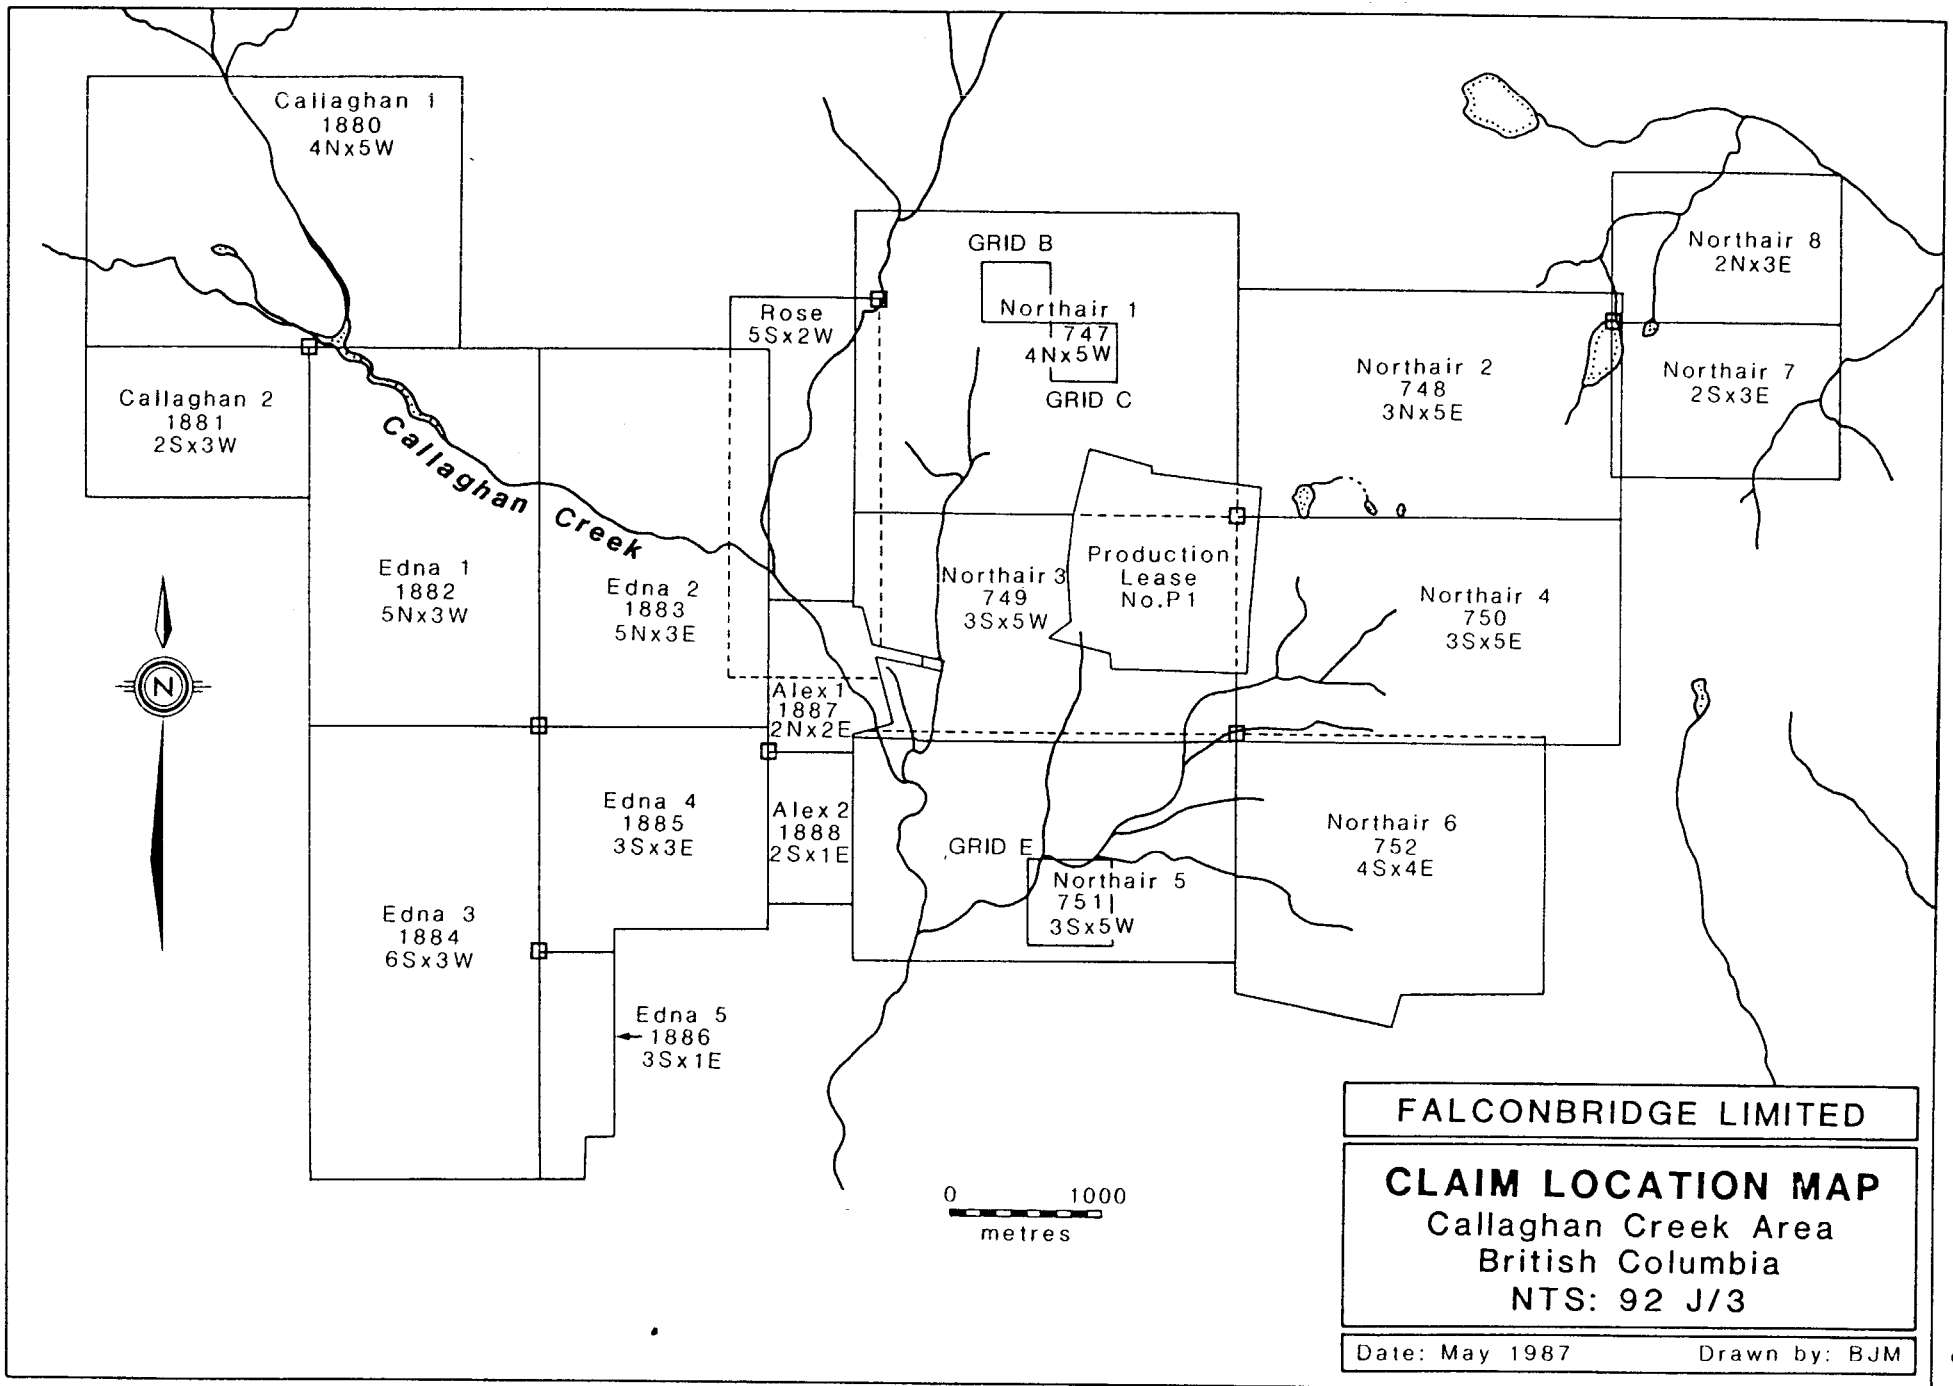 Callaghan 1
1880
4Nx5W
Callaghan 2
1881
2Sx3W
Callaghan Creek
Rose
5Sx2W
GRID B
Northair 1
747
4Nx5W
GRID C
Northair 2
748
3Nx5E
Northair 8
2Nx3E
Northair 7
2Sx3E
Edna 1
1882
5Nx3W
Edna 2
1883
5Nx3E
Northair 3
749
3Sx5W
Production
Lease
No.P1
Northair 4
750
3Sx5E
N
Alex 1
1887
2Nx2E
Edna 4
1885
3Sx3E
Alex 2
1888
2Sx1E
GRID E
Northair 5
751
3Sx5W
Northair 6
752
4Sx4E
Edna 3
1884
6Sx3W
Edna 5
1886
3Sx1E
0 1000
metres
FALCONBRIDGE LIMITED
CLAIM LOCATION MAP
Callaghan Creek Area
British Columbia
NTS: 92 J/3
Date: May 1987 Drawn by: BJM